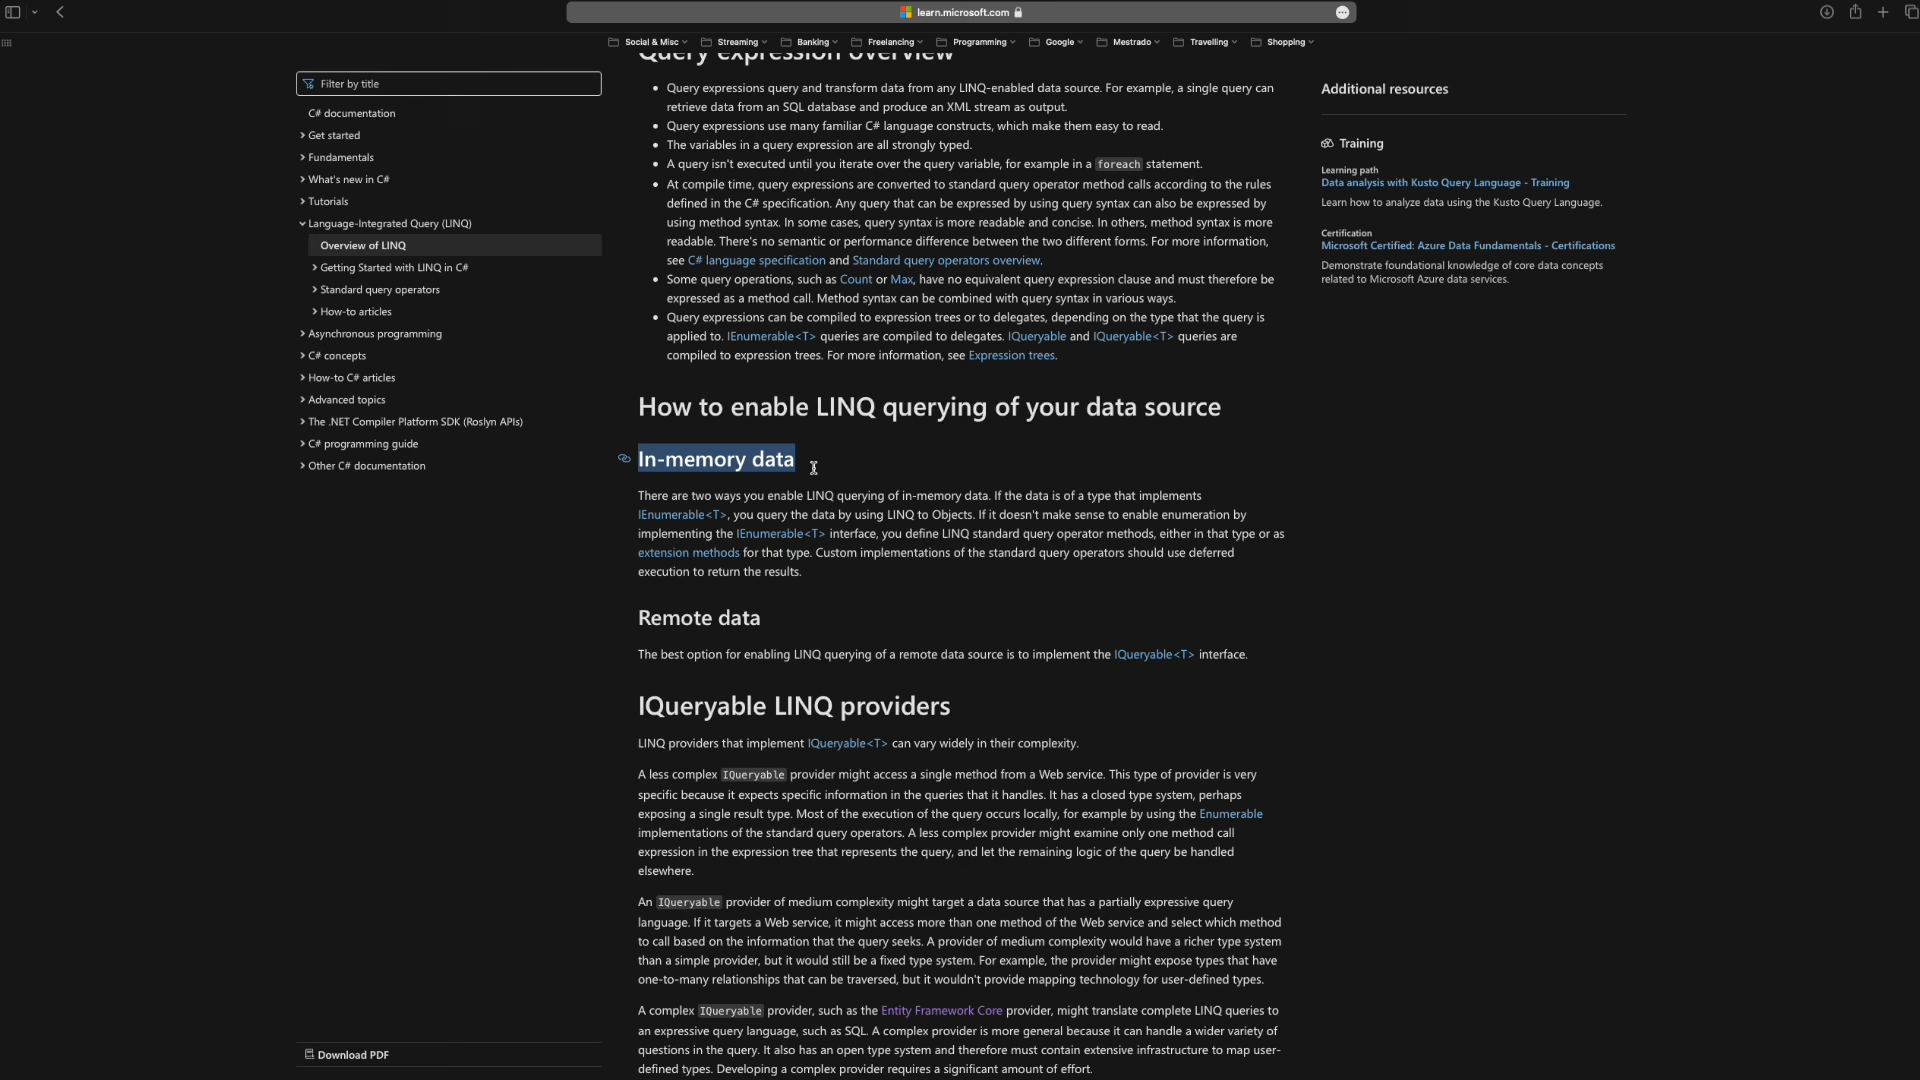 learn.microsoft.com
Social & Misc
Streaming
Banking
Freelancing
Programming
Google
Mestrado
Travelling
Shopping
Filter by title
C# documentation
Get started
Fundamentals
What's new in C#
Tutorials
Language-Integrated Query (LINQ)
Overview of LINQ
Getting Started with LINQ in C#
Standard query operators
How-to articles
Asynchronous programming
C# concepts
How-to C# articles
Advanced topics
The .NET Compiler Platform SDK (Roslyn APIs)
C# programming guide
Other C# documentation
Download PDF
Query expression overview
• Query expressions query and transform data from any LINQ-enabled data source. For example, a single query can
retrieve data from an SQL database and produce an XML stream as output.
• Query expressions use many familiar C# language constructs, which make them easy to read.
• The variables in a query expression are all strongly typed.
• A query isn't executed until you iterate over the query variable, for example in a foreach statement.
• At compile time, query expressions are converted to standard query operator method calls according to the rules
defined in the C# specification. Any query that can be expressed by using query syntax can also be expressed by
using method syntax. In some cases, query syntax is more readable and concise. In others, method syntax is more
readable. There's no semantic or performance difference between the two different forms. For more information,
see C# language specification and Standard query operators overview.
• Some query operations, such as Count or Max, have no equivalent query expression clause and must therefore be
expressed as a method call. Method syntax can be combined with query syntax in various ways.
• Query expressions can be compiled to expression trees or to delegates, depending on the type that the query is
applied to. IEnumerable<T> queries are compiled to delegates. IQueryable and IQueryable<T> queries are
compiled to expression trees. For more information, see Expression trees.
How to enable LINQ querying of your data source
In-memory data
There are two ways you enable LINQ querying of in-memory data. If the data is of a type that implements
IEnumerable<T>, you query the data by using LINQ to Objects. If it doesn't make sense to enable enumeration by
implementing the IEnumerable<T> interface, you define LINQ standard query operator methods, either in that type or as
extension methods for that type. Custom implementations of the standard query operators should use deferred
execution to return the results.
Remote data
The best option for enabling LINQ querying of a remote data source is to implement the IQueryable<T> interface.
IQueryable LINQ providers
LINQ providers that implement IQueryable<T> can vary widely in their complexity.
A less complex IQueryable provider might access a single method from a Web service. This type of provider is very
specific because it expects specific information in the queries that it handles. It has a closed type system, perhaps
exposing a single result type. Most of the execution of the query occurs locally, for example by using the Enumerable
implementations of the standard query operators. A less complex provider might examine only one method call
expression in the expression tree that represents the query, and let the remaining logic of the query be handled
elsewhere.
An IQueryable provider of medium complexity might target a data source that has a partially expressive query
language. If it targets a Web service, it might access more than one method of the Web service and select which method
to call based on the information that the query seeks. A provider of medium complexity would have a richer type system
than a simple provider, but it would still be a fixed type system. For example, the provider might expose types that have
one-to-many relationships that can be traversed, but it wouldn't provide mapping technology for user-defined types.
A complex IQueryable provider, such as the Entity Framework Core provider, might translate complete LINQ queries to
an expressive query language, such as SQL. A complex provider is more general because it can handle a wider variety of
questions in the query. It also has an open type system and therefore must contain extensive infrastructure to map user-
defined types. Developing a complex provider requires a significant amount of effort.
Additional resources
Training
Learning path
Data analysis with Kusto Query Language - Training
Learn how to analyze data using the Kusto Query Language.
Certification
Microsoft Certified: Azure Data Fundamentals - Certifications
Demonstrate foundational knowledge of core data concepts
related to Microsoft Azure data services.